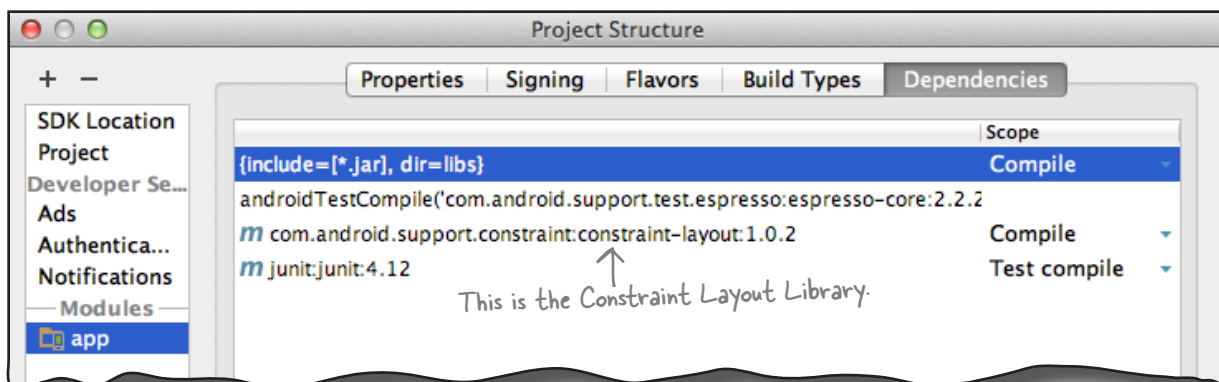 Project Structure
+ −
Properties Signing Flavors Build Types Dependencies
SDK Location
Project
Developer Se...
Ads
Authentica...
Notifications
Modules
app
Scope
{include=[*.jar], dir=libs} Compile
androidTestCompile('com.android.support.test.espresso:espresso-core:2.2.2
m com.android.support.constraint:constraint-layout:1.0.2 Compile
m junit:junit:4.12 Test compile
This is the Constraint Layout Library.